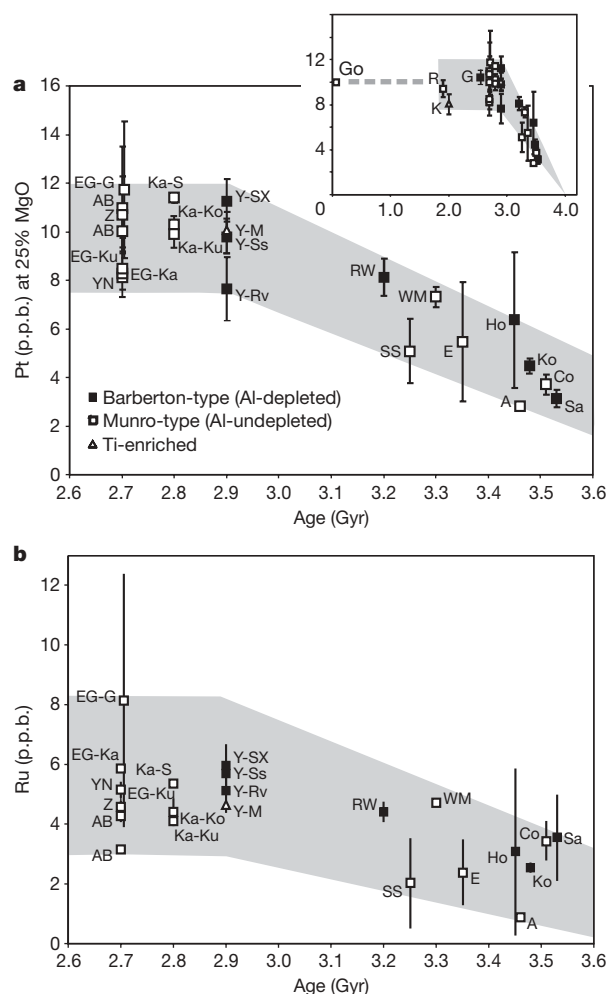 a
16
14
12
10
8
6
4
2
0
Pt (p.p.b.) at 25% MgO
EG-G
AB
Z
AB
EG-Ku
EG-Ka
YN
Ka-S
Ka-Ko
Ka-Ku
Y-SX
Y-M
Y-Ss
Y-Rv
RW
WM
SS
E
Ho
Ko
Co
A
Sa
Barberton-type (Al-depleted)
Munro-type (Al-undepleted)
Ti-enriched
2.6 2.7 2.8 2.9 3.0 3.1 3.2 3.3 3.4 3.5 3.6
Age (Gyr)
12
8
4
0 1.0 2.0 3.0 4.0
Go
R
K
G
b
12
10
8
6
4
2
0
Ru (p.p.b.)
EG-G
EG-Ka
YN
EG-Ku
Z
AB
AB
Ka-S
Ka-Ko
Ka-Ku
Y-SX
Y-Ss
Y-Rv
Y-M
RW
WM
SS
E
Ho
Ko
Co
Sa
A
2.6 2.7 2.8 2.9 3.0 3.1 3.2 3.3 3.4 3.5 3.6
Age (Gyr)